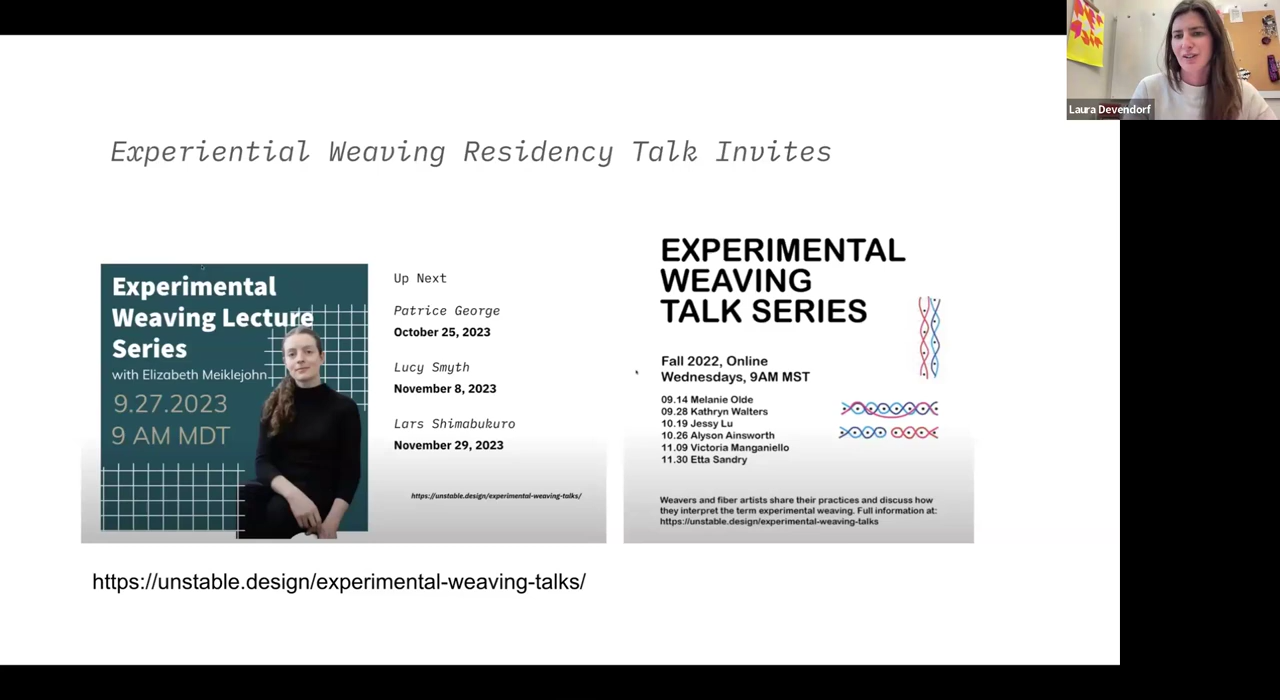 Laura Devendorf
Experiential Weaving Residency Talk Invites
Experimental
Weaving Lecture
Series
with Elizabeth Meiklejohn
9.27.2023
9 AM MDT
Up Next
Patrice George
October 25, 2023
Lucy Smyth
November 8, 2023
Lars Shimabukuro
November 29, 2023
https://unstable.design/experimental-weaving-talks/
EXPERIMENTAL
WEAVING
TALK SERIES
Fall 2022, Online
Wednesdays, 9AM MST
09.14 Melanie Olde
09.28 Kathryn Walters
10.19 Jessy Lu
10.26 Alyson Ainsworth
11.09 Victoria Manganiello
11.30 Etta Sandry
Weavers and fiber artists share their practices and discuss how
they interpret the term experimental weaving. Full information at:
https://unstable.design/experimental-weaving-talks
https://unstable.design/experimental-weaving-talks/